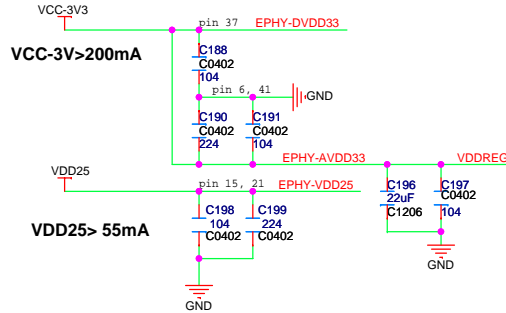 VCC-3V3
pin 37 EPHY-DVDD33
VCC-3V>200mA
C188
C0402
104
pin 6, 41
GND
C190 C191
C0402 C0402
224 104
EPHY-AVDD33 VDDREG
VDD25
pin 15, 21 EPHY-VDD25
C196 C197
22uF C0402
C1206 104
C198 C199
104 224
C0402 C0402
VDD25> 55mA
GND
GND